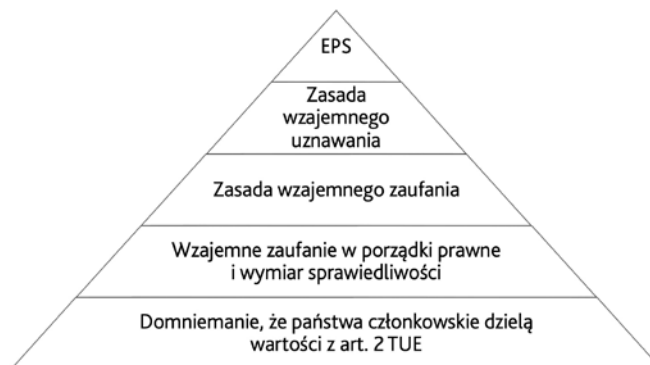 EPS
Zasada
wzajemnego
uznawania
Zasada wzajemnego zaufania
Wzajemne zaufanie w porządki prawne
i wymiar sprawiedliwości
Domniemanie, że państwa członkowskie dzielą
wartości z art. 2 TUE